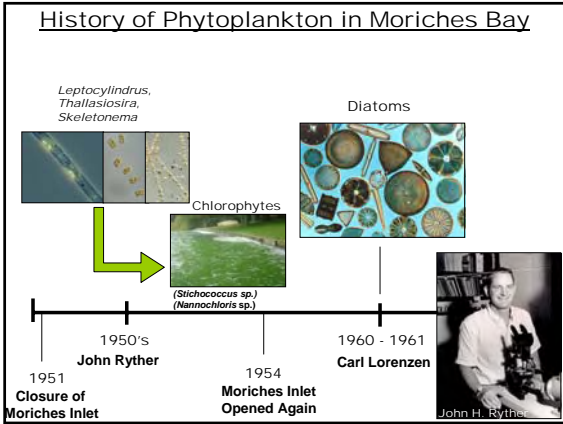 History of Phytoplankton in Moriches Bay
Leptocylindrus,
Thallasiosira,
Skeletonema
Diatoms
Chlorophytes
(Stichococcus sp.)
(Nannochloris sp.)
1950's
John Ryther
1960 - 1961
Carl Lorenzen
1951
Closure of
Moriches Inlet
1954
Moriches Inlet
Opened Again
John H. Ryther